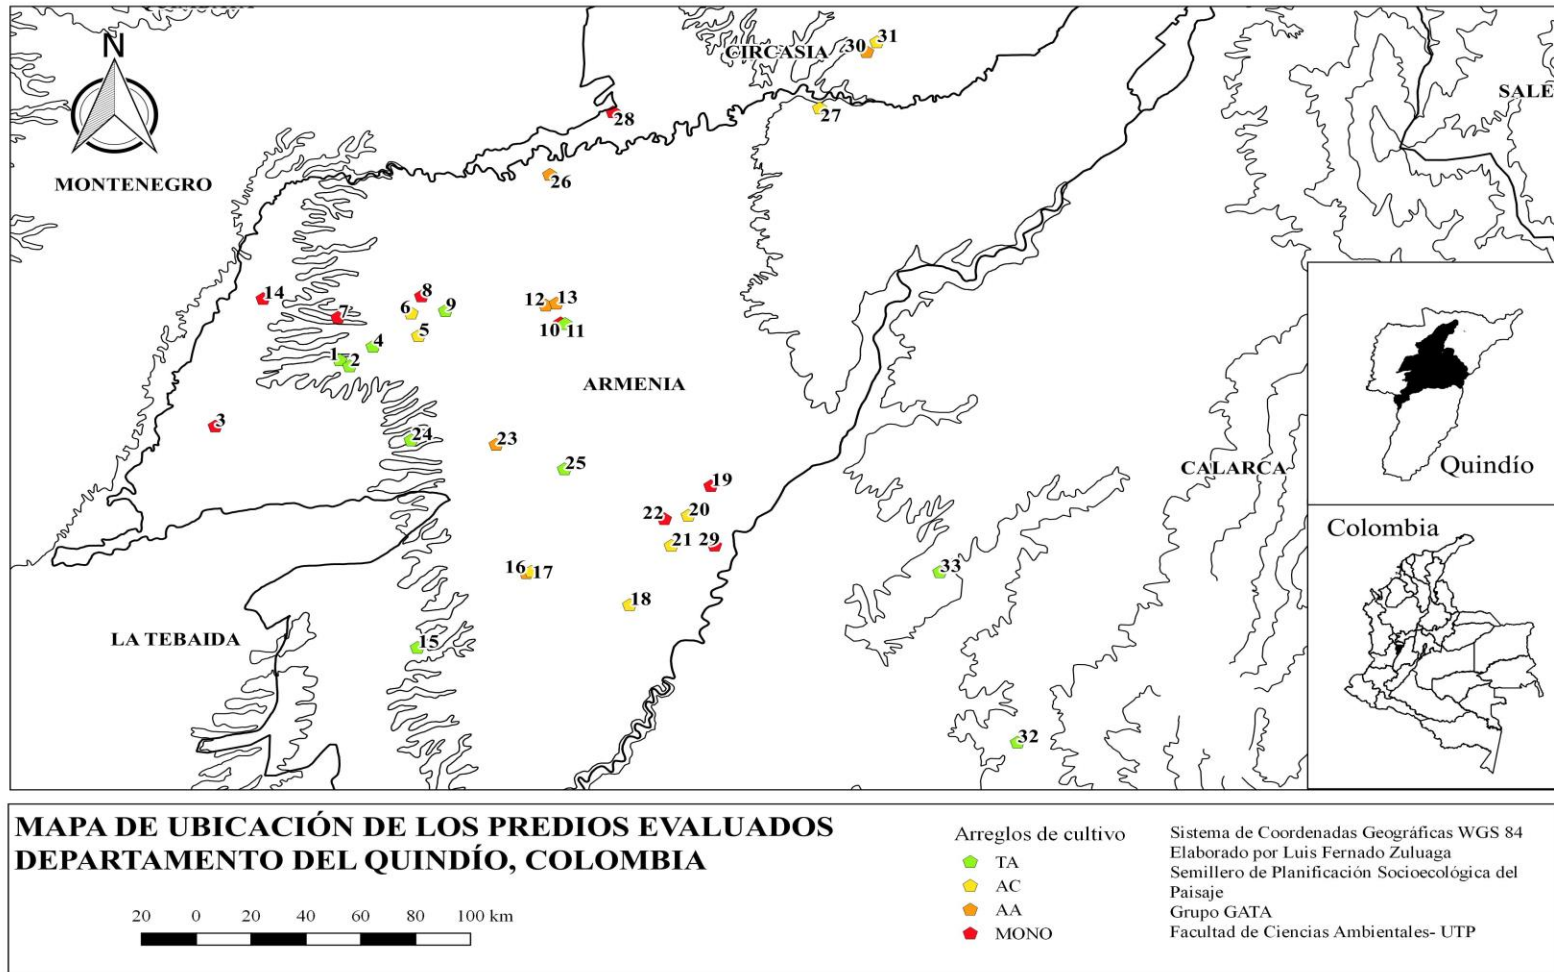 N
CIRCASIA
30
31
27
SALE
28
MONTENEGRO
26
14
7
8
6
9
5
12
13
10
11
4
1
2
ARMENIA
3
24
23
25
19
CALARCA
22
20
21
29
16
17
18
33
LA TEBAIDA
15
32
Quindío
Colombia
MAPA DE UBICACIÓN DE LOS PREDIOS EVALUADOS
DEPARTAMENTO DEL QUINDÍO, COLOMBIA
20 0 20 40 60 80 100 km
Arreglos de cultivo
TA
AC
AA
MONO
Sistema de Coordenadas Geográficas WGS 84
Elaborado por Luis Fernado Zuluaga
Semillero de Planificación Socioecológica del
Paisaje
Grupo GATA
Facultad de Ciencias Ambientales- UTP